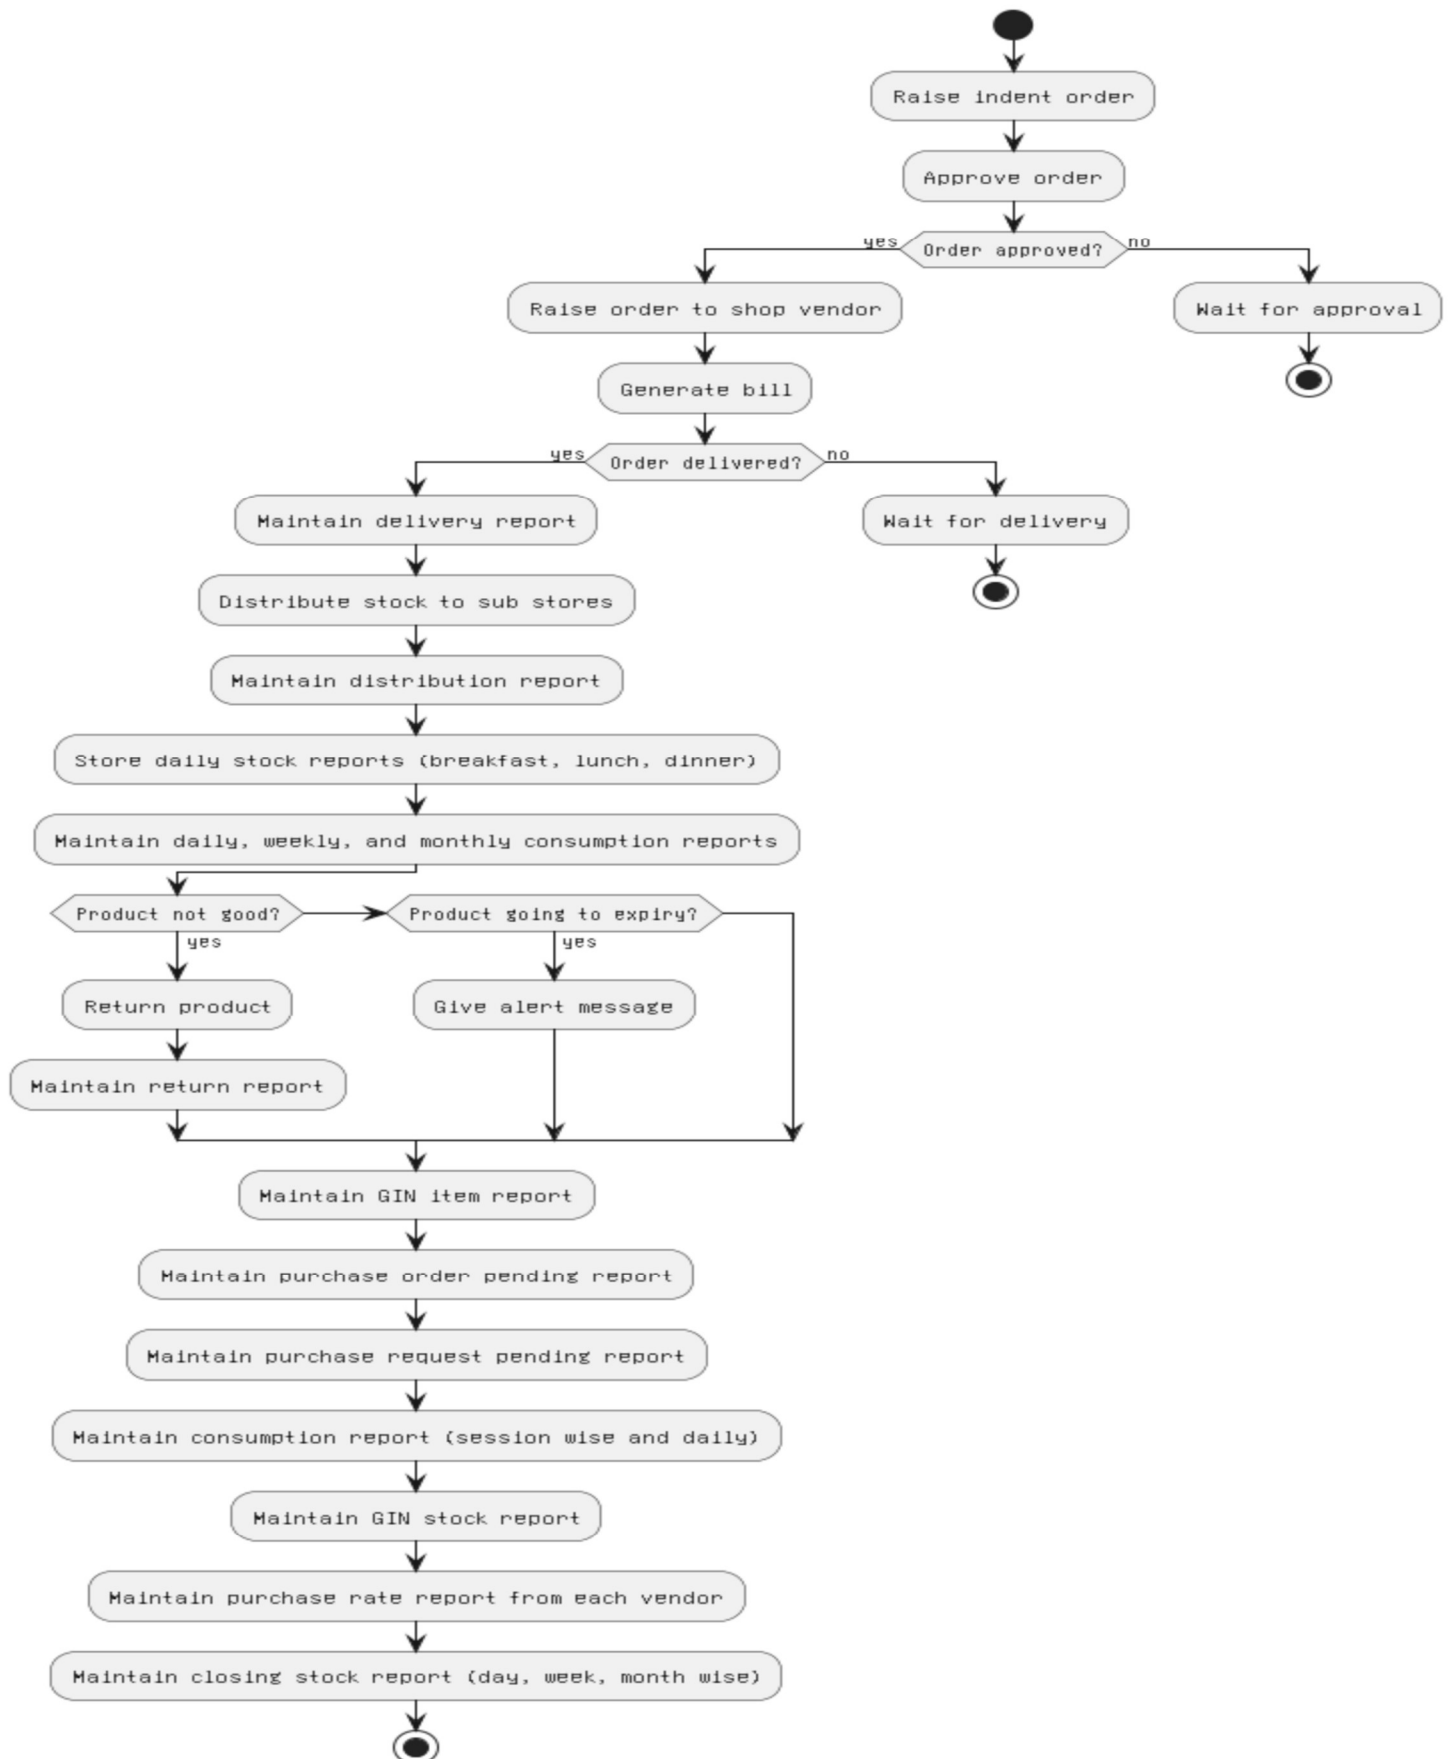 Raise indent order
Approve order
yes
Order approved?
no
Raise order to shop vendor
Wait for approval
Generate bill
yes
Order delivered?
no
Maintain delivery report
Wait for delivery
Distribute stock to sub stores
Maintain distribution report
Store daily stock reports (breakfast, lunch, dinner)
Maintain daily, weekly, and monthly consumption reports
Product not good?
Product going to expiry?
yes
yes
Return product
Give alert message
Maintain return report
Maintain GIN item report
Maintain purchase order pending report
Maintain purchase request pending report
Maintain consumption report (session wise and daily)
Maintain GIN stock report
Maintain purchase rate report from each vendor
Maintain closing stock report (day, week, month wise)